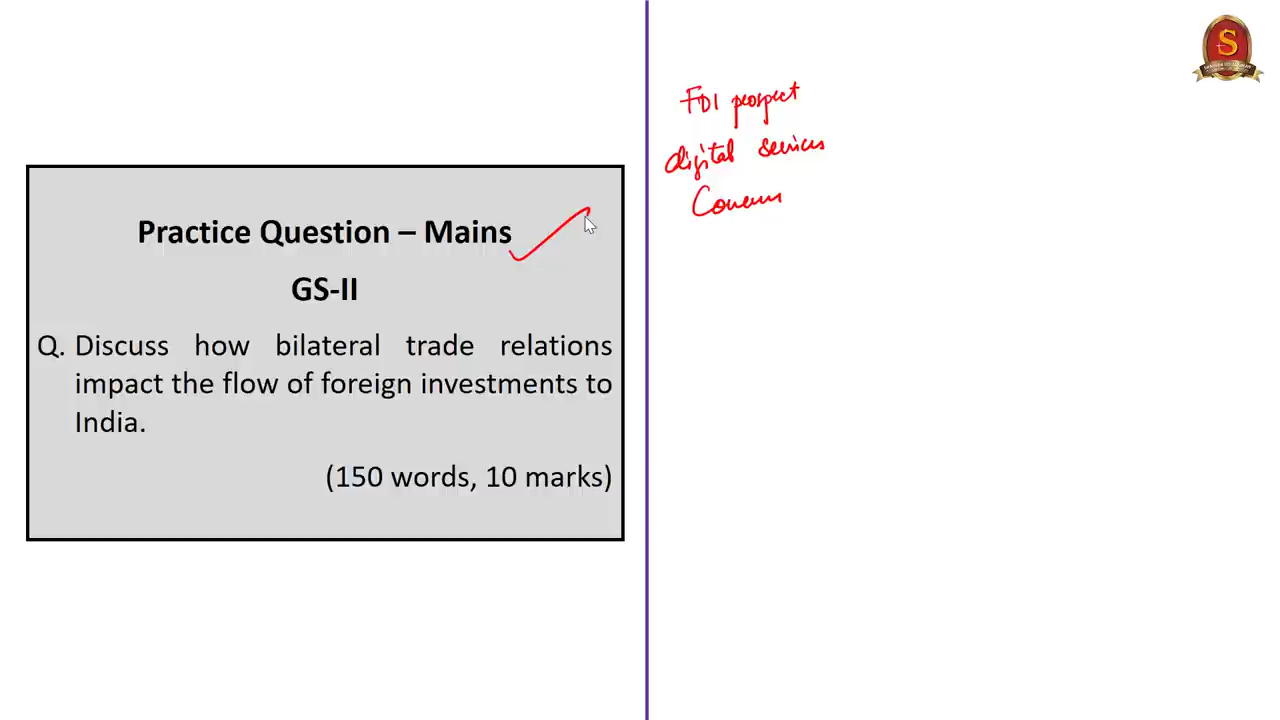 Practice Question – Mains
GS-II
Q. Discuss how bilateral trade relations
impact the flow of foreign investments to
India.
(150 words, 10 marks)
S
FDI prospect
digital services